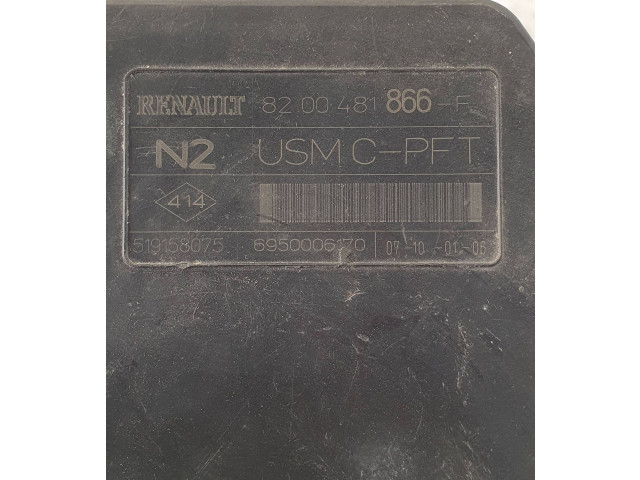 RENAULT 82 00 481 866 -F
N2 USM C-PFT
414
519158075 6950006170 07-10 -01-06